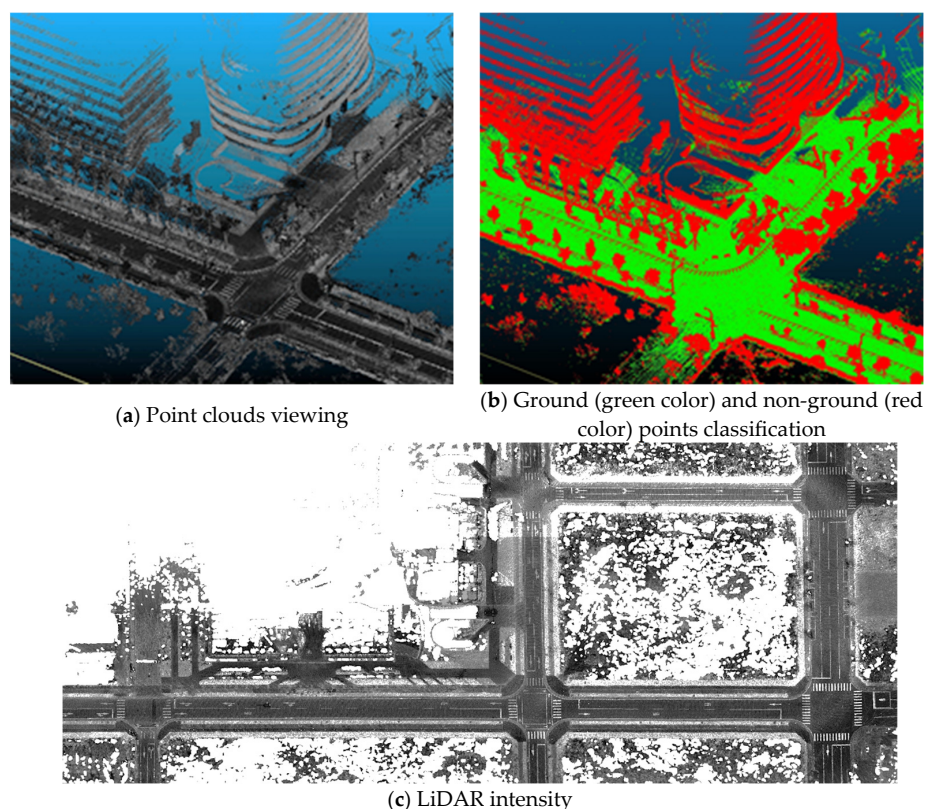 (a) Point clouds viewing
(b) Ground (green color) and non-ground (red
color) points classification
(c) LiDAR intensity